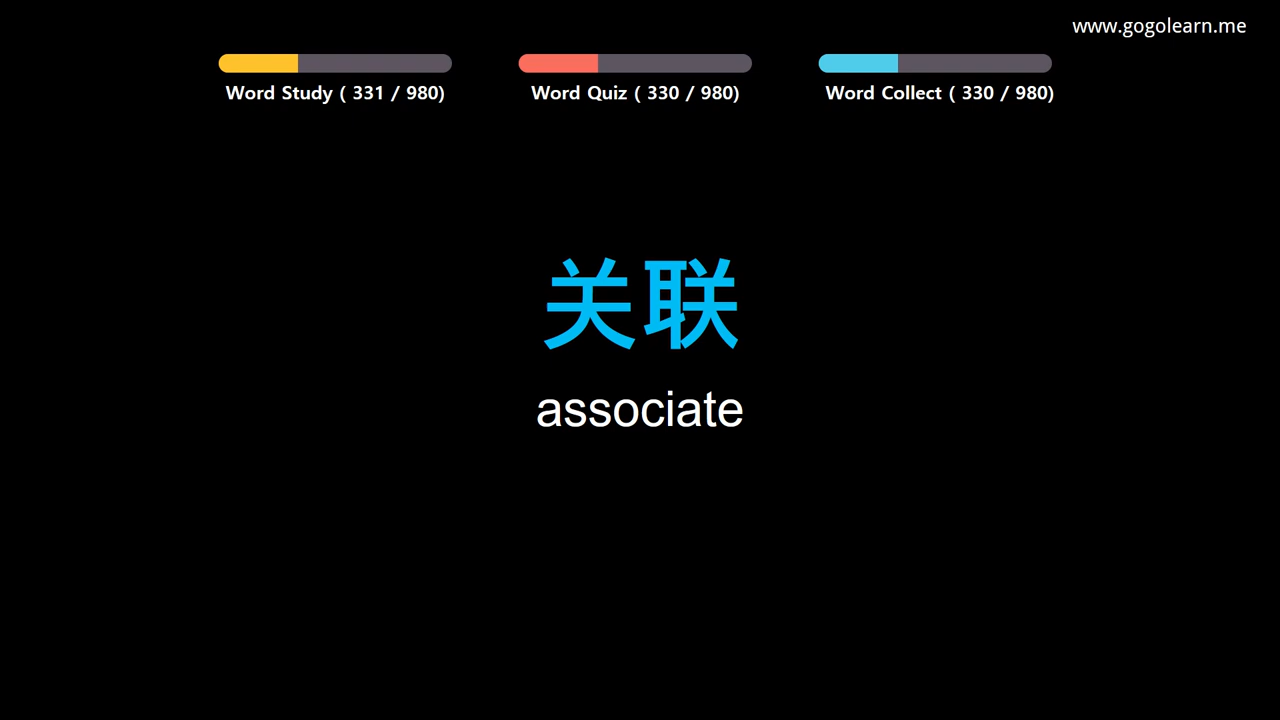 www.gogolearn.me
Word Study ( 331 / 980)
Word Quiz ( 330 / 980)
Word Collect ( 330 / 980)
关联
associate